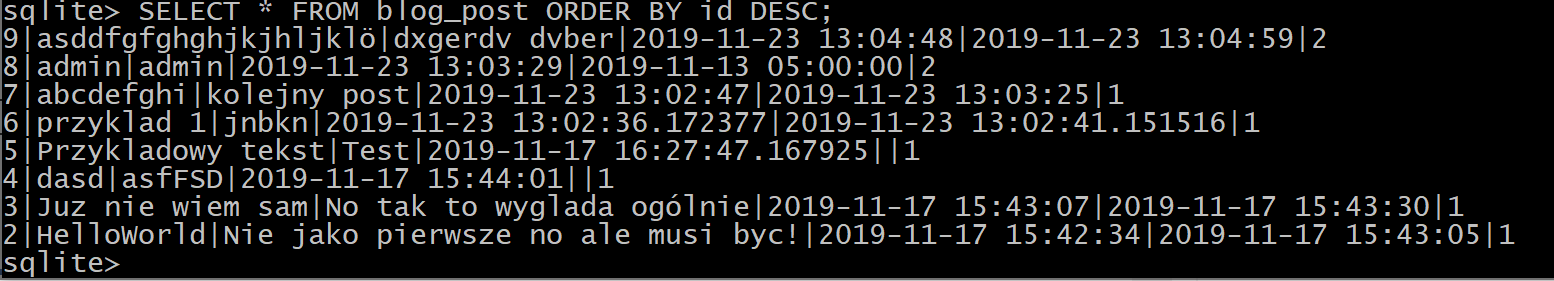 sqlite> SELECT * FROM blog_post ORDER BY id DESC;
9|asddfgfghghjkjhljklö|dxgerdv dvber|2019-11-23 13:04:48|2019-11-23 13:04:59|2
8|admin|admin|2019-11-23 13:03:29|2019-11-13 05:00:00|2
7|abcdefghi|kolejny post|2019-11-23 13:02:47|2019-11-23 13:03:25|1
6|przyklad 1|jnbkn|2019-11-23 13:02:36.172377|2019-11-23 13:02:41.151516|1
5|Przykladowy tekst|Test|2019-11-17 16:27:47.167925||1
4|dasd|asfFSD|2019-11-17 15:44:01||1
3|Juz nie wiem sam|No tak to wyglada ogólnie|2019-11-17 15:43:07|2019-11-17 15:43:30|1
2|HelloWorld|Nie jako pierwsze no ale musi byc!|2019-11-17 15:42:34|2019-11-17 15:43:05|1
sqlite>